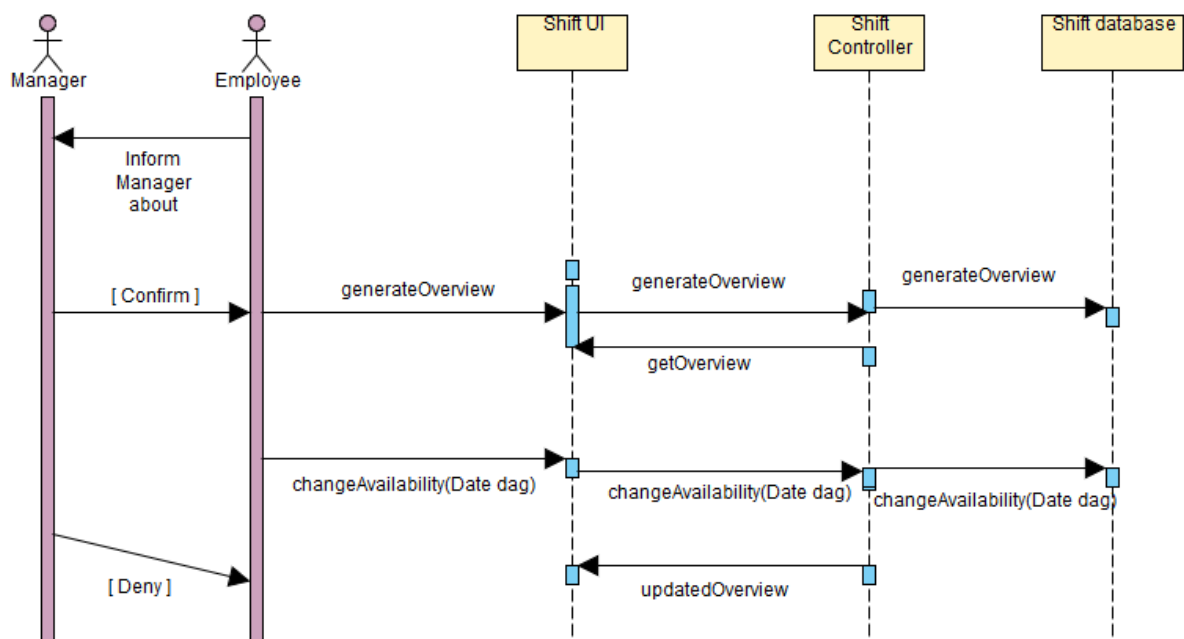 Shift UI
Shift
Controller
Shift database
Manager
Employee
Inform
Manager
about
[ Confirm ]
generateOverview
generateOverview
generateOverview
getOverview
changeAvailability(Date dag)
changeAvailability(Date dag)
changeAvailability(Date dag)
[ Deny ]
updatedOverview